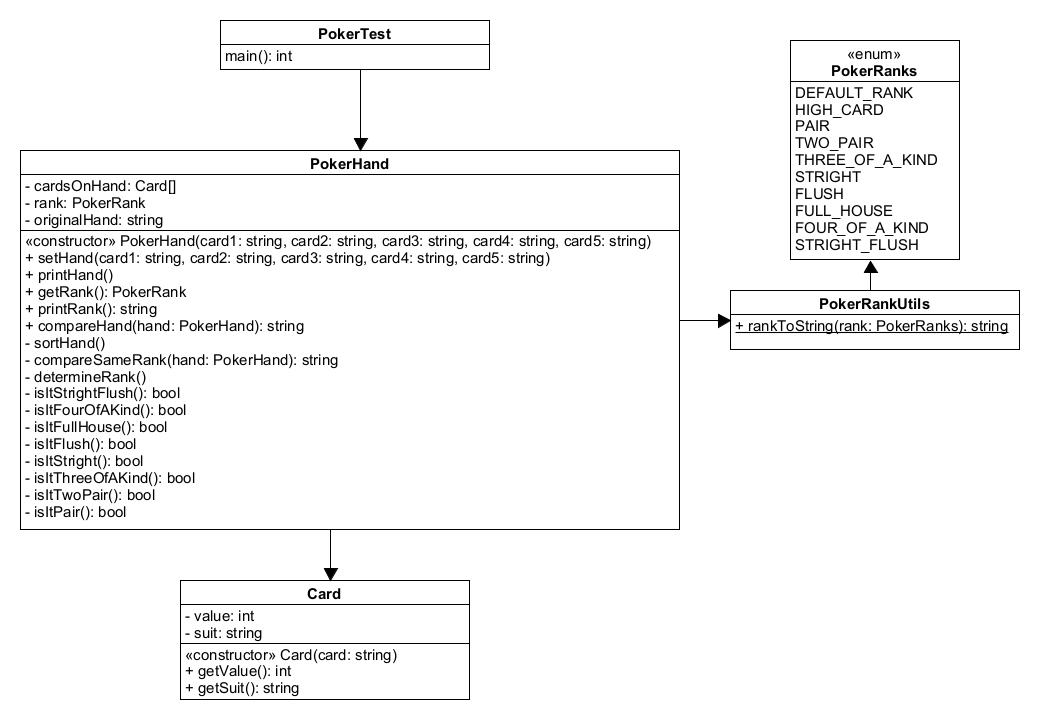 PokerTest
main(): int
«enum»
PokerRanks
DEFAULT_RANK
HIGH_CARD
PAIR
TWO_PAIR
THREE_OF_A_KIND
STRIGHT
FLUSH
FULL_HOUSE
FOUR_OF_A_KIND
STRIGHT_FLUSH
PokerHand
- cardsOnHand: Card[]
- rank: PokerRank
- originalHand: string
«constructor» PokerHand(card1: string, card2: string, card3: string, card4: string, card5: string)
+ setHand(card1: string, card2: string, card3: string, card4: string, card5: string)
+ printHand()
+ getRank(): PokerRank
+ printRank(): string
+ compareHand(hand: PokerHand): string
- sortHand()
- compareSameRank(hand: PokerHand): string
- determineRank()
- isItStrightFlush(): bool
- isItFourOfAKind(): bool
- isItFullHouse(): bool
- isItFlush(): bool
- isItStright(): bool
- isItThreeOfAKind(): bool
- isItTwoPair(): bool
- isItPair(): bool
PokerRankUtils
+ rankToString(rank: PokerRanks): string
Card
- value: int
- suit: string
«constructor» Card(card: string)
+ getValue(): int
+ getSuit(): string